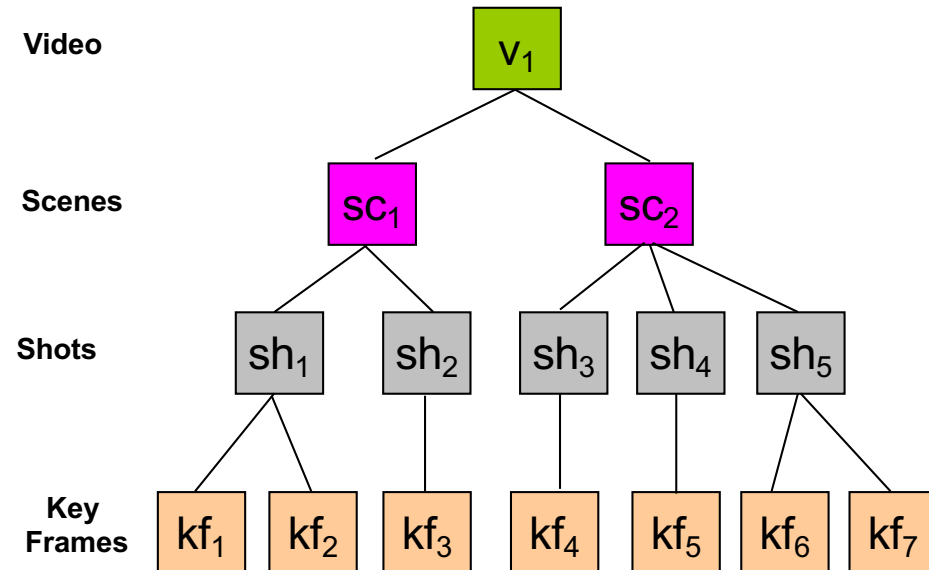 Video
v₁
Scenes
sc₁ sc₂
Shots
sh₁ sh₂ sh₃ sh₄ sh₅
Key
Frames
kf₁ kf₂ kf₃ kf₄ kf₅ kf₆ kf₇